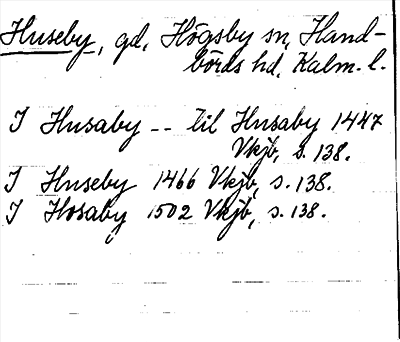 Huseby, gd, Högsby sn, Hand-
börds hd, Kalm. l.
I Husaby -- til Husaby 1447
Vkjb, s. 138.
I Huseby 1466 Vkjb, s. 138.
I Hosaby 1502 Vkjb, s. 138.